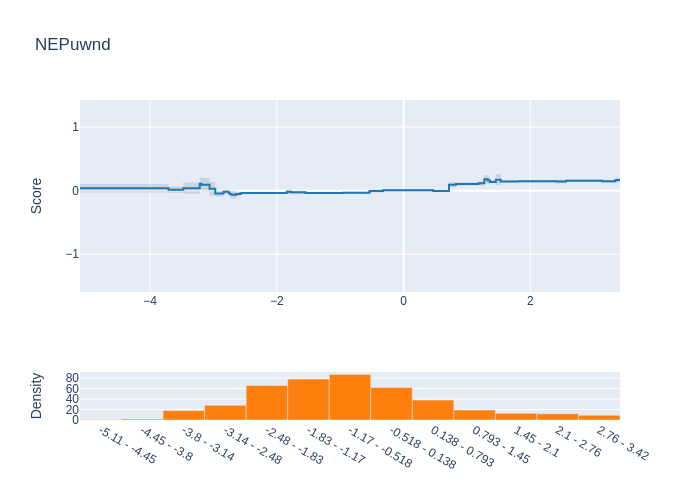 NEPuwnd
Score
1
0
−1
−4
−2
0
2
Density
80
60
40
20
0
-5.11 - -4.45
-4.45 - -3.8
-3.8 - -3.14
-3.14 - -2.48
-2.48 - -1.83
-1.83 - -1.17
-1.17 - -0.518
-0.518 - 0.138
0.138 - 0.793
0.793 - 1.45
1.45 - 2.1
2.1 - 2.76
2.76 - 3.42